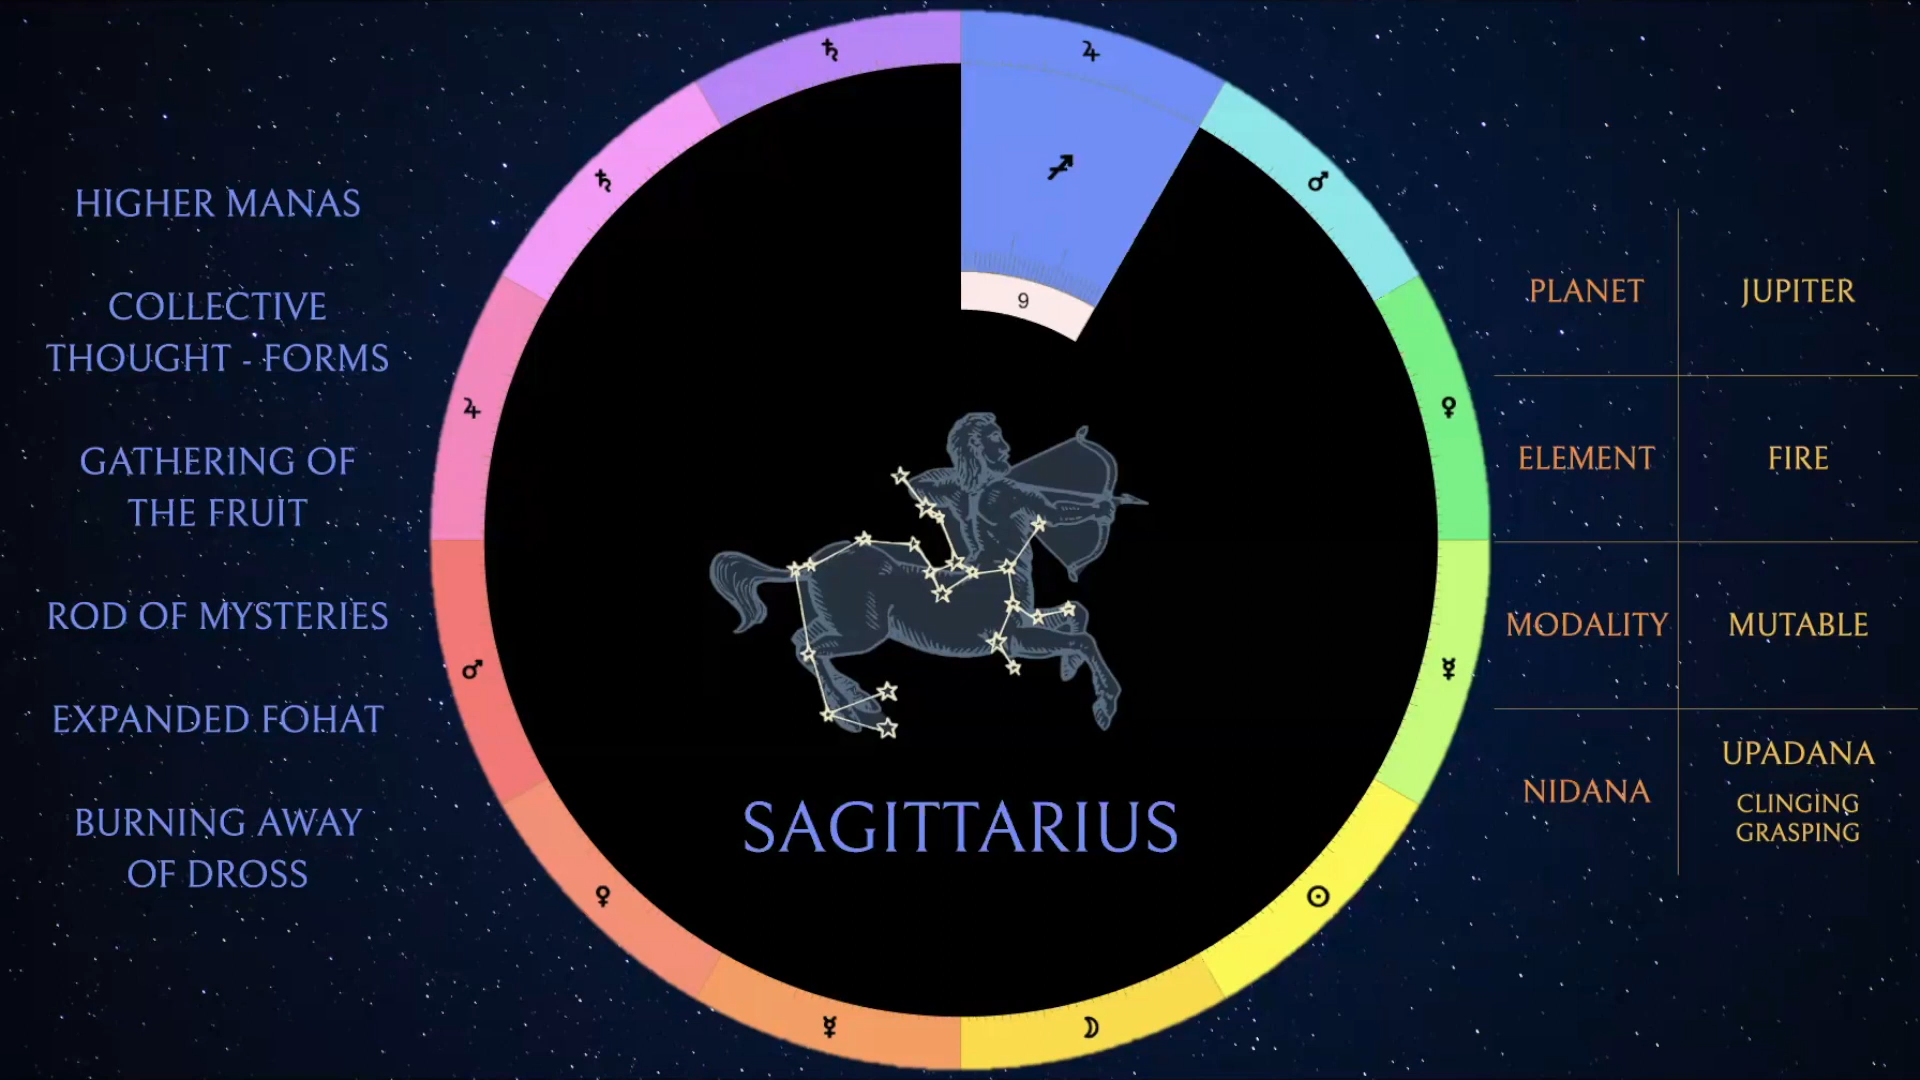 HIGHER MANAS
COLLECTIVE
THOUGHT - FORMS
GATHERING OF
THE FRUIT
ROD OF MYSTERIES
EXPANDED FOHAT
BURNING AWAY
OF DROSS
♄
♃
♄
♂
♐
9
♃
♀
♂
☿
♀
☉
☿
☽
SAGITTARIUS
PLANET
JUPITER
ELEMENT
FIRE
MODALITY
MUTABLE
NIDANA
UPADANA
CLINGING
GRASPING